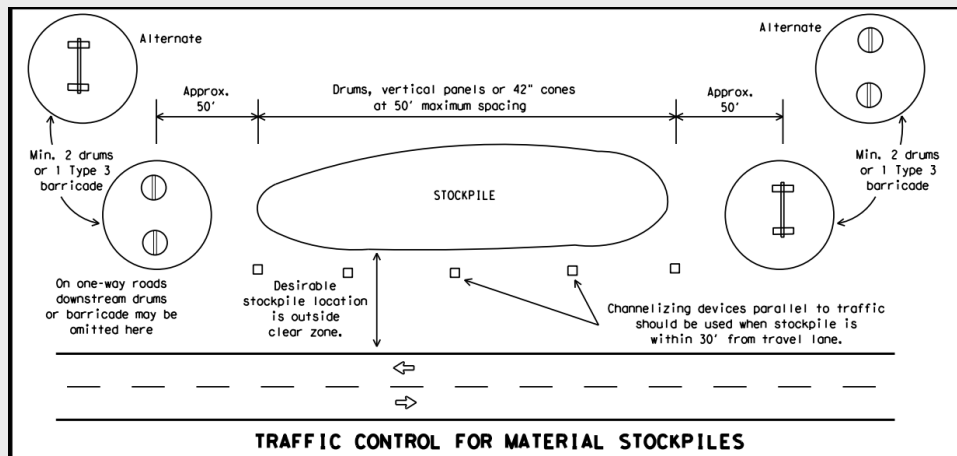 Alternate
Alternate
Approx.
50'
Drums, vertical panels or 42" cones
at 50' maximum spacing
Approx.
50'
Min. 2 drums
or 1 Type 3
barricade
Min. 2 drums
or 1 Type 3
barricade
STOCKPILE
On one-way roads
downstream drums
or barricade may be
omitted here
Desirable
stockpile location
is outside
clear zone.
Channelizing devices parallel to traffic
should be used when stockpile is
within 30' from travel lane.
TRAFFIC CONTROL FOR MATERIAL STOCKPILES